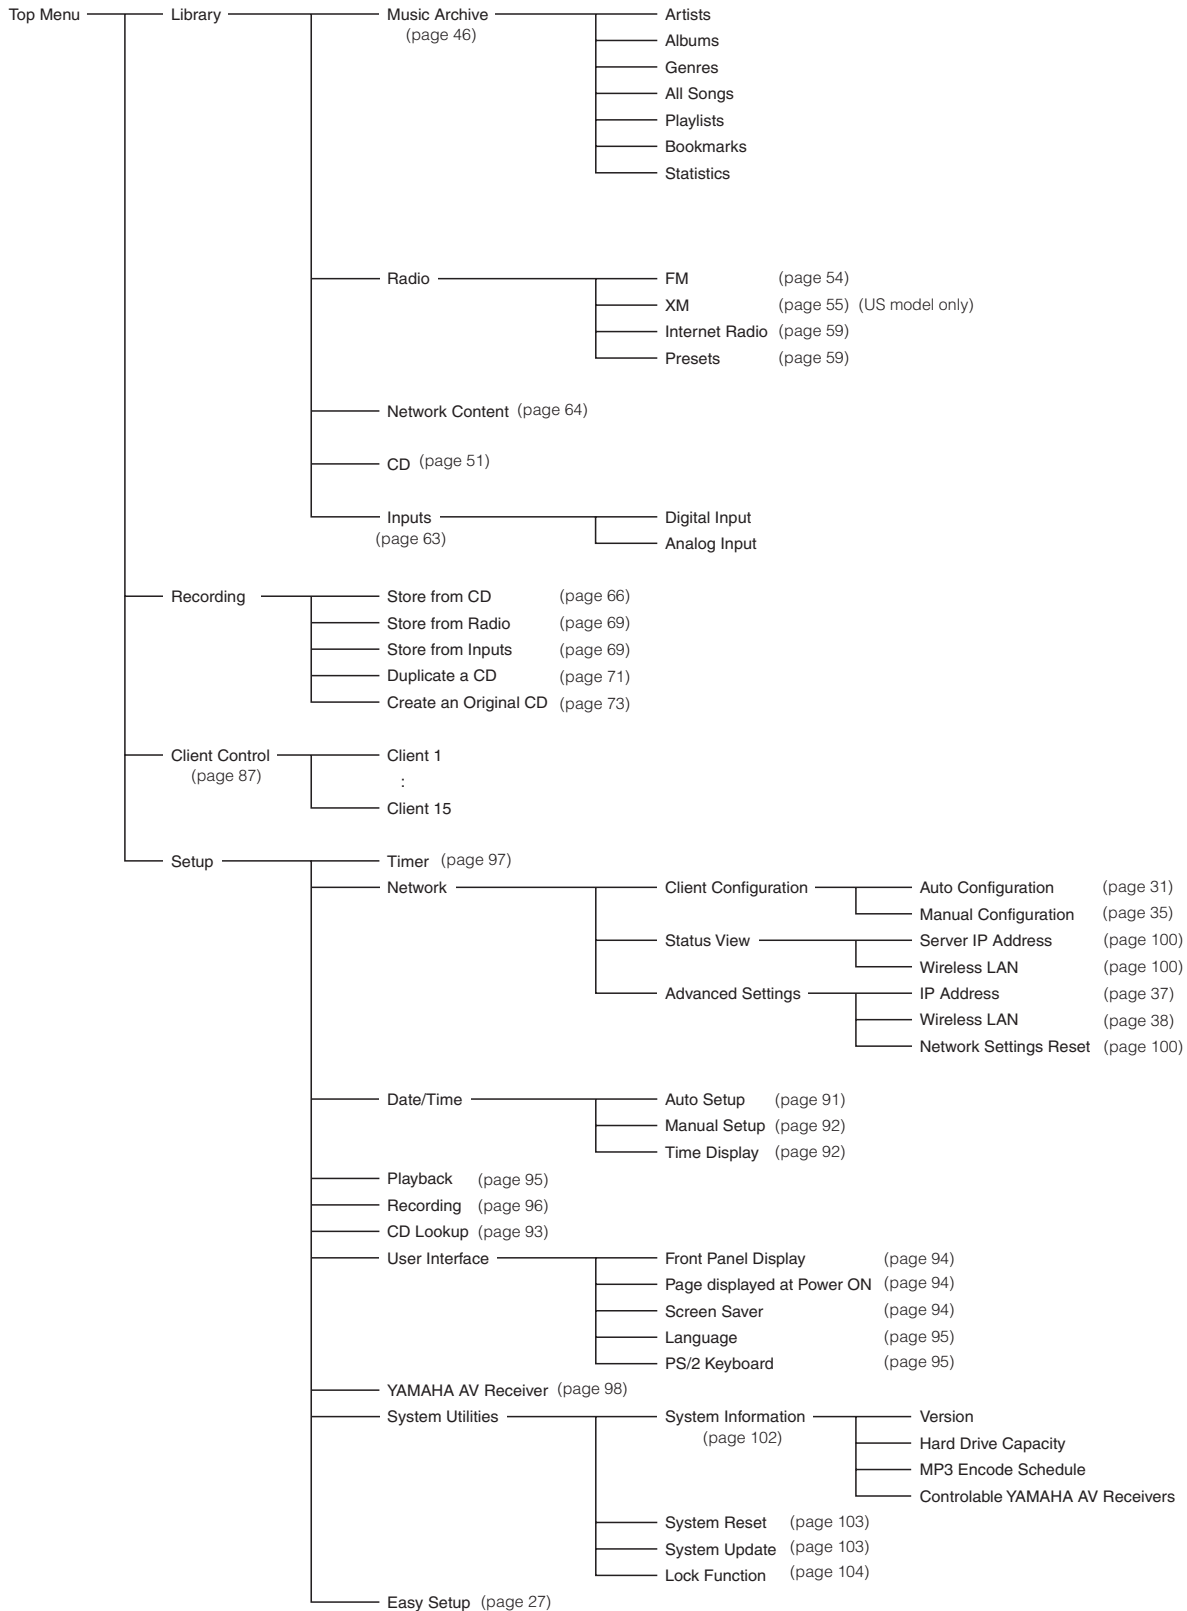 Top Menu Library Music Archive Artists
(page 46)
Albums
Genres
All Songs
Playlists
Bookmarks
Statistics
Radio FM (page 54)
XM (page 55) (US model only)
Internet Radio (page 59)
Presets (page 59)
Network Content (page 64)
CD (page 51)
Inputs Digital Input
(page 63)
Analog Input
Recording Store from CD (page 66)
Store from Radio (page 69)
Store from Inputs (page 69)
Duplicate a CD (page 71)
Create an Original CD (page 73)
Client Control Client 1
(page 87)
:
Client 15
Setup Timer (page 97)
Network Client Configuration Auto Configuration (page 31)
Manual Configuration (page 35)
Status View Server IP Address (page 100)
Wireless LAN (page 100)
Advanced Settings IP Address (page 37)
Wireless LAN (page 38)
Network Settings Reset (page 100)
Date/Time Auto Setup (page 91)
Manual Setup (page 92)
Time Display (page 92)
Playback (page 95)
Recording (page 96)
CD Lookup (page 93)
User Interface Front Panel Display (page 94)
Page displayed at Power ON (page 94)
Screen Saver (page 94)
Language (page 95)
PS/2 Keyboard (page 95)
YAMAHA AV Receiver (page 98)
System Utilities System Information Version
(page 102)
Hard Drive Capacity
MP3 Encode Schedule
Controlable YAMAHA AV Receivers
System Reset (page 103)
System Update (page 103)
Lock Function (page 104)
Easy Setup (page 27)